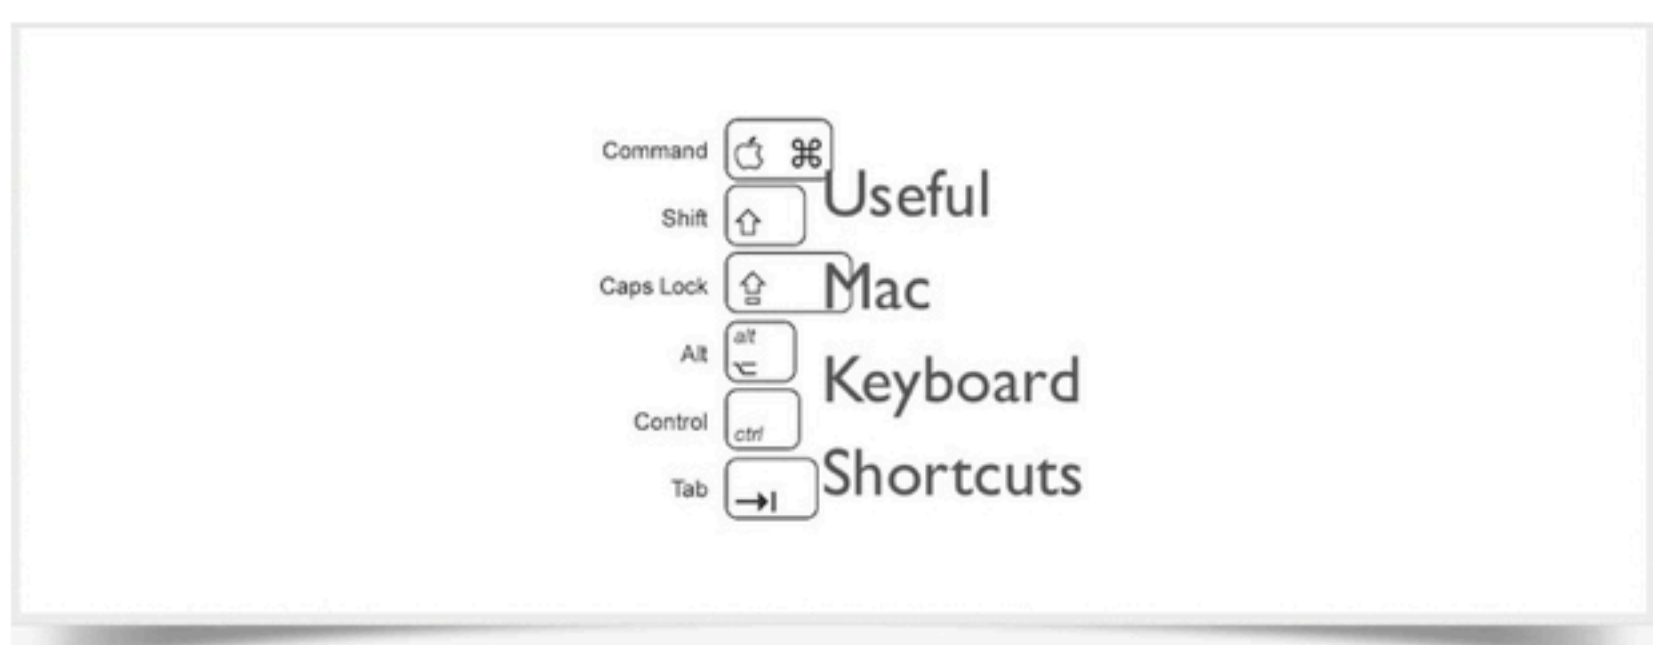 Command  ⌘
Shift ⇧
Caps Lock ⇪
Alt alt ⌥
Control ctrl
Tab →I
Useful
Mac
Keyboard
Shortcuts